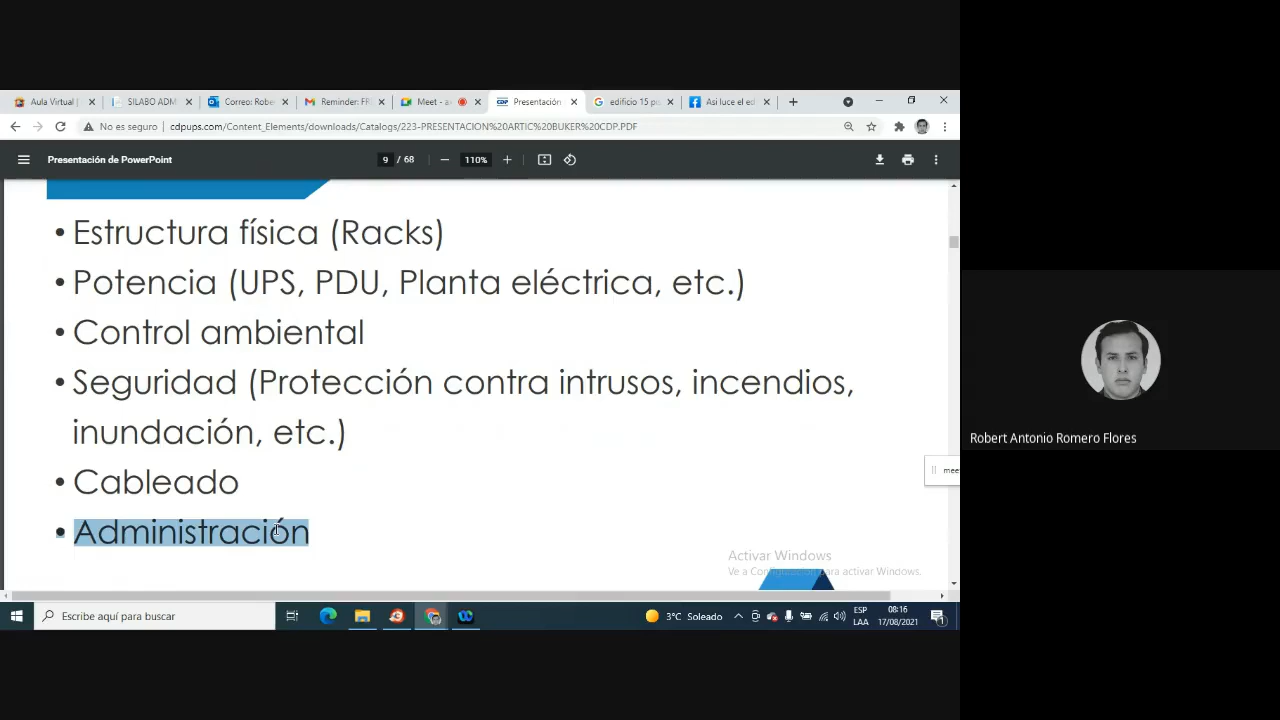 Aula Virtual |
SILABO ADM
Correo: Robe
Reminder: FR
Meet - a
Presentación
edificio 15 p
Asi luce el ed
No es seguro | cdpups.com/Content_Elements/downloads/Catalogs/223-PRESENTACION%20ARTIC%20BUKER%20CDP.PDF
Presentación de PowerPoint
9 / 68
110%
• Estructura física (Racks)
• Potencia (UPS, PDU, Planta eléctrica, etc.)
• Control ambiental
• Seguridad (Protección contra intrusos, incendios,
inundación, etc.)
• Cableado
• Administración
mee
Robert Antonio Romero Flores
Activar Windows
Ve a Configuración para activar Windows.
Escribe aquí para buscar
3°C Soleado
ESP
LAA
08:16
17/08/2021
1